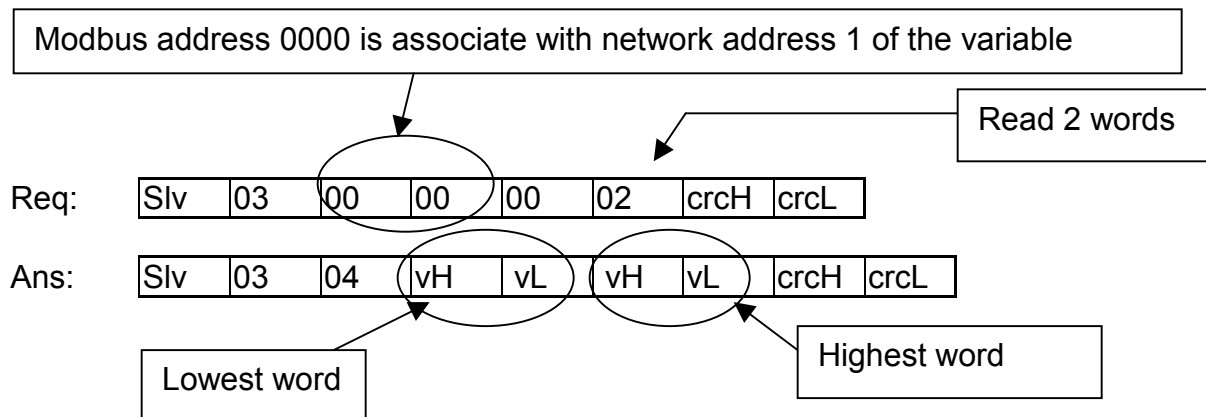 Modbus address 0000 is associate with network address 1 of the variable
Read 2 words
Req: Slv 03 00 00 00 02 crcH crcL
Ans: Slv 03 04 vH vL vH vL crcH crcL
Lowest word
Highest word